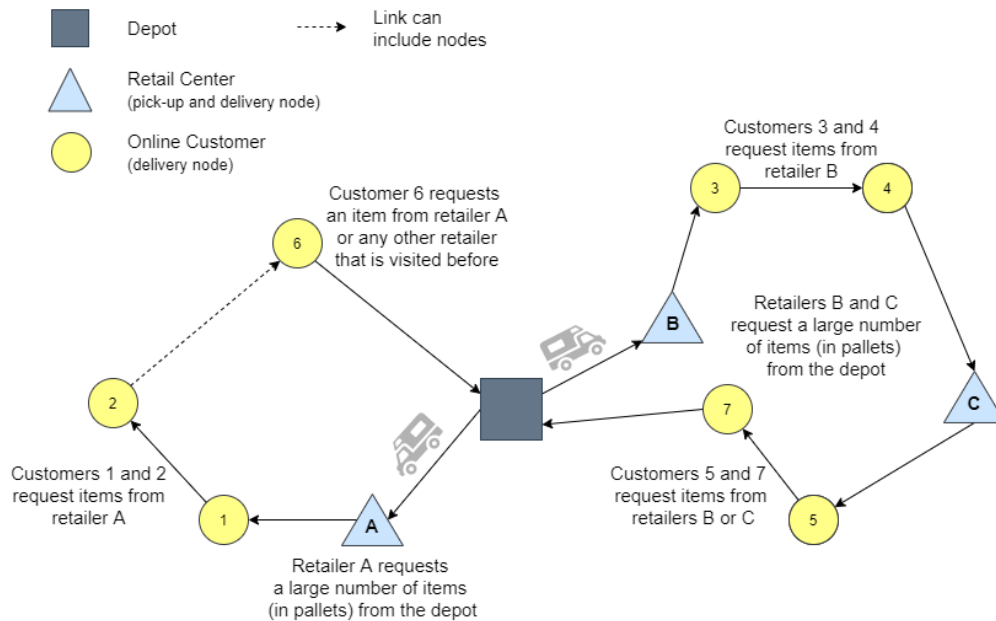 Depot
Link can
include nodes
Retail Center
(pick-up and delivery node)
Online Customer
(delivery node)
Customer 6 requests
an item from retailer A
or any other retailer
that is visited before
6
Customers 3 and 4
request items from
retailer B
3
4
B
Retailers B and C
request a large number
of items (in pallets)
from the depot
C
2
7
Customers 1 and 2
request items from
retailer A
1
A
Customers 5 and 7
request items from
retailers B or C
5
Retailer A requests
a large number of items
(in pallets) from the depot